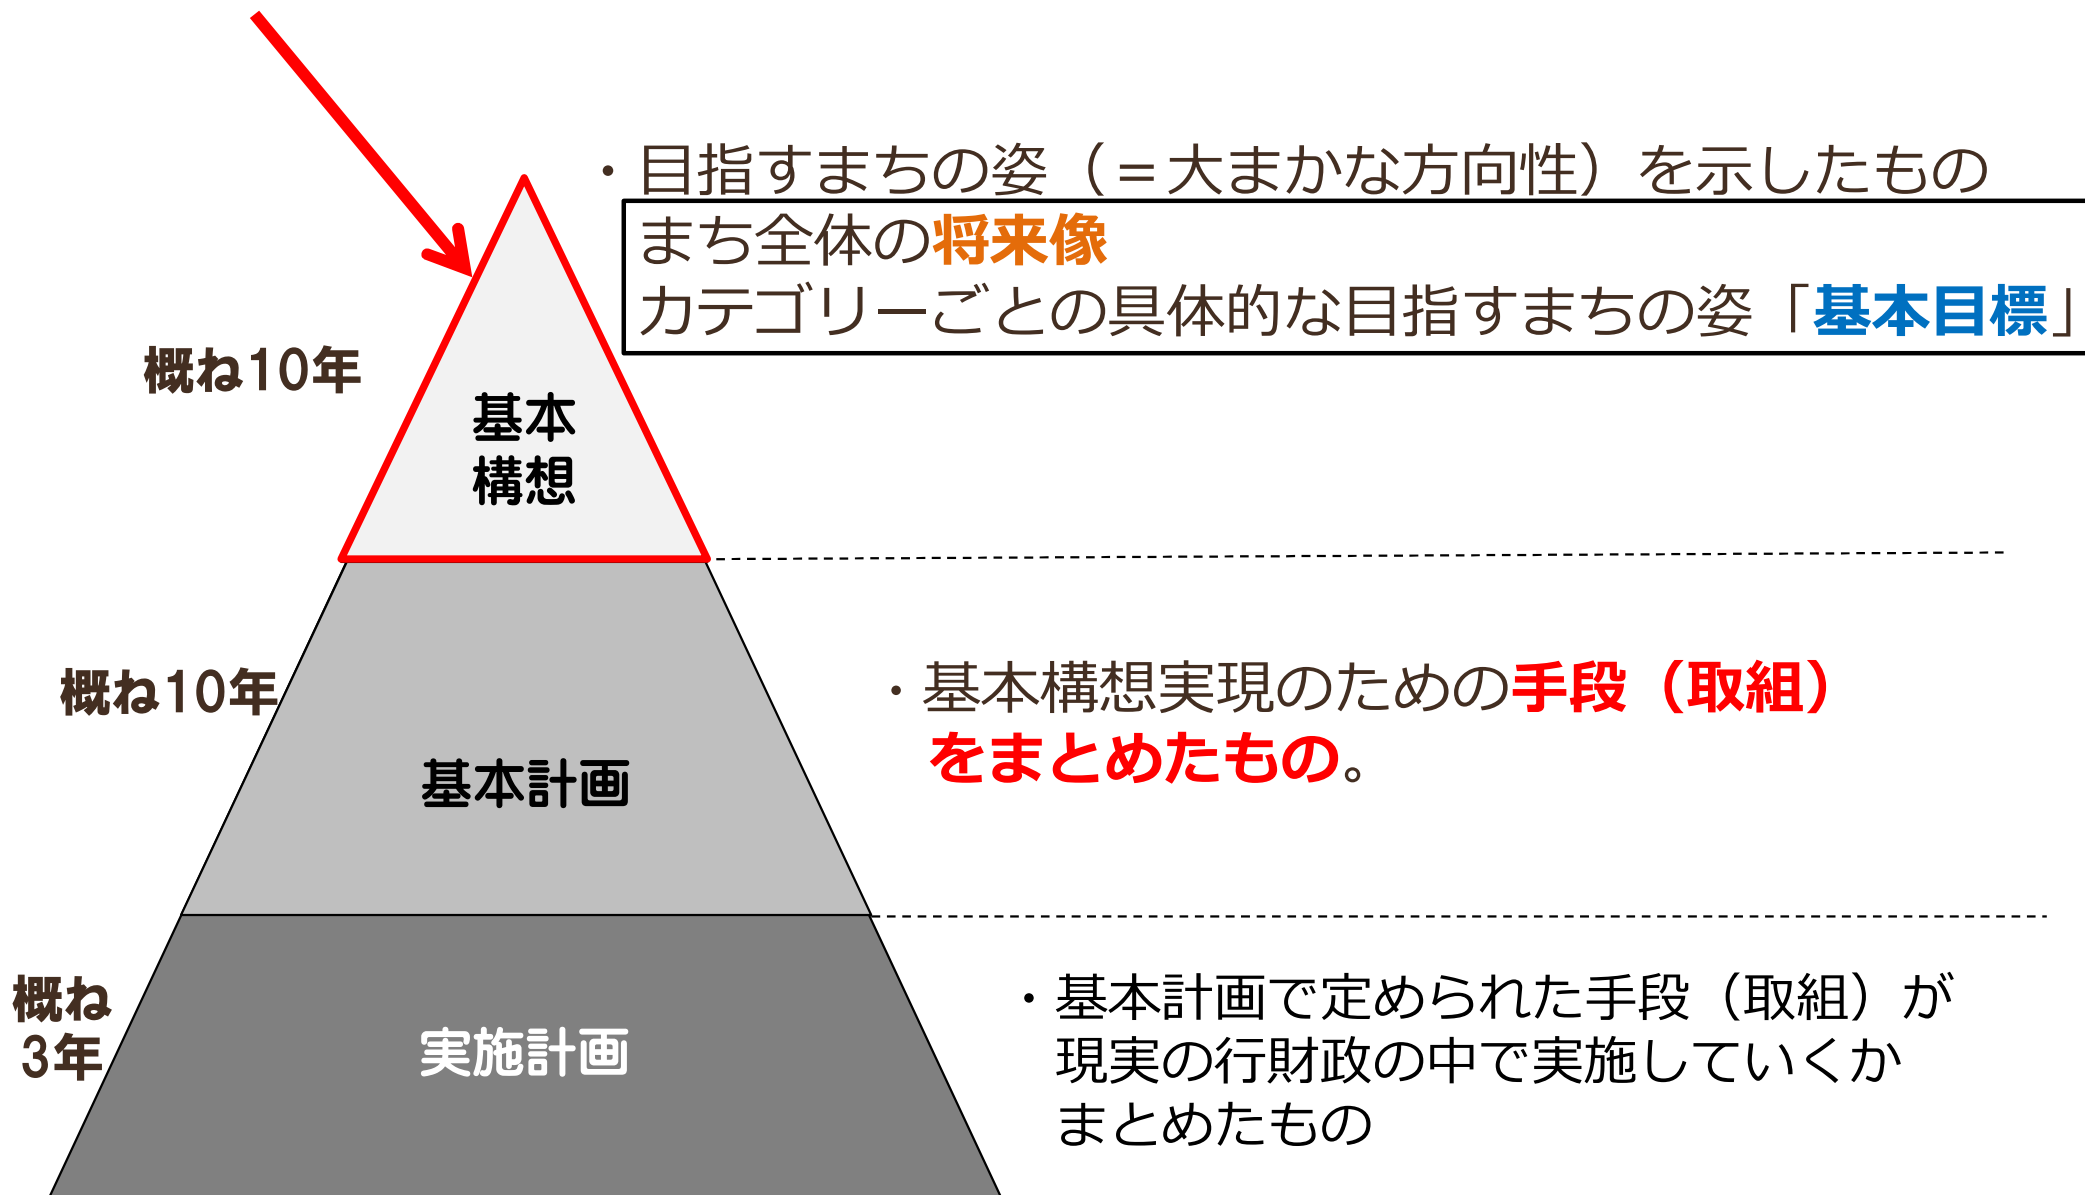 ・目指すまちの姿（＝大まかな方向性）を示したもの
まち全体の将来像
カテゴリーごとの具体的な目指すまちの姿「基本目標」
概ね10年
基本
構想
概ね10年
・基本構想実現のための手段（取組）
をまとめたもの。
基本計画
概ね
3年
実施計画
・基本計画で定められた手段（取組）が
現実の行財政の中で実施していくか
まとめたもの